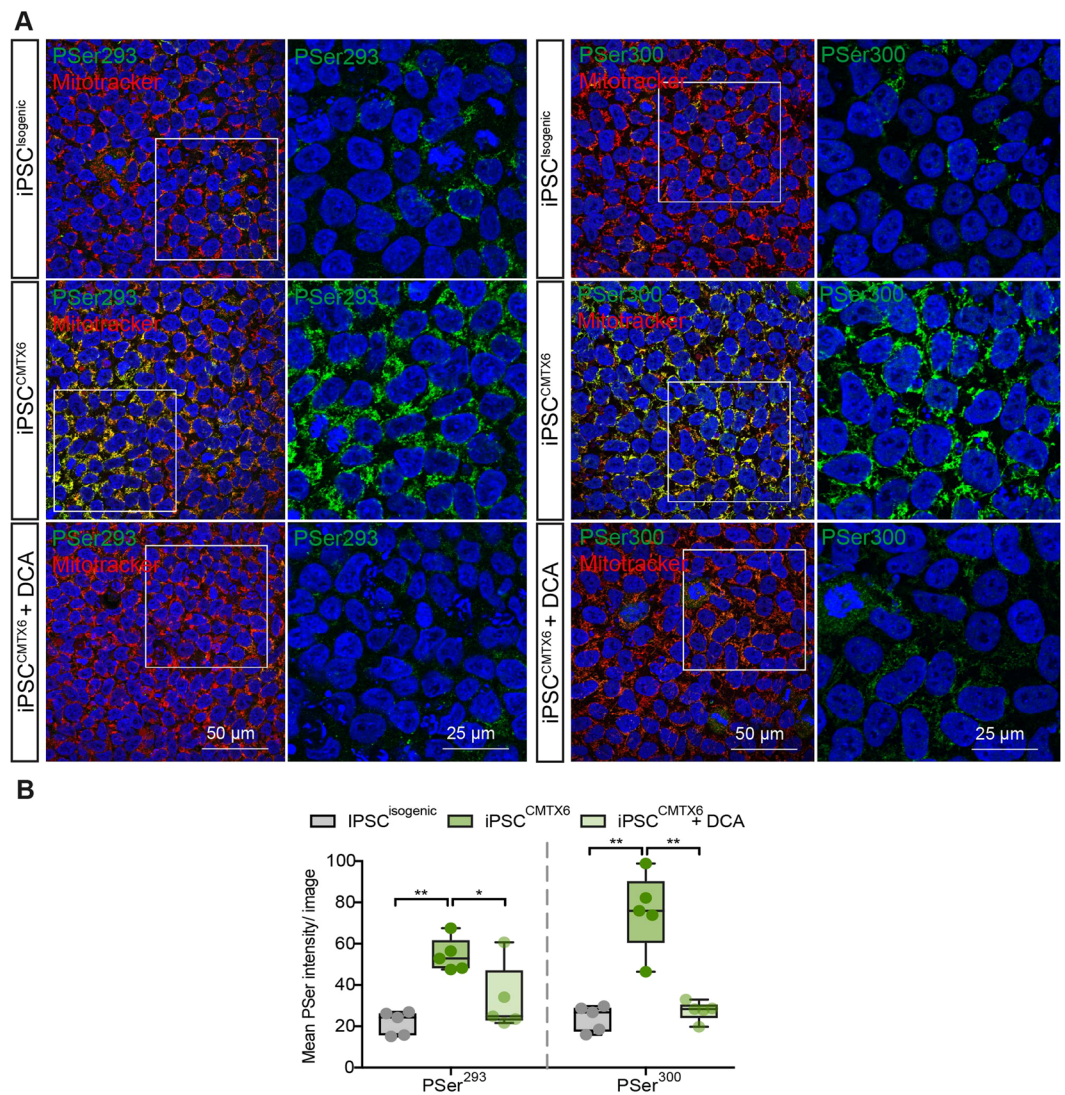 A
iPSCIsogenic
PSer293
Mitotracker
PSer293
iPSCIsogenic
PSer300
Mitotracker
PSer300
iPSCCMTX6
PSer293
Mitotracker
PSer293
iPSCCMTX6
PSer300
Mitotracker
PSer300
iPSCCMTX6 + DCA
PSer293
Mitotracker
50 µm
PSer293
25 µm
iPSCCMTX6 + DCA
PSer300
Mitotracker
50 µm
PSer300
25 µm
B
IPSCisogenic iPSCCMTX6 iPSCCMTX6 + DCA
Mean PSer intensity/ image
100
80
60
40
20
0
** *
** **
PSer293 PSer300